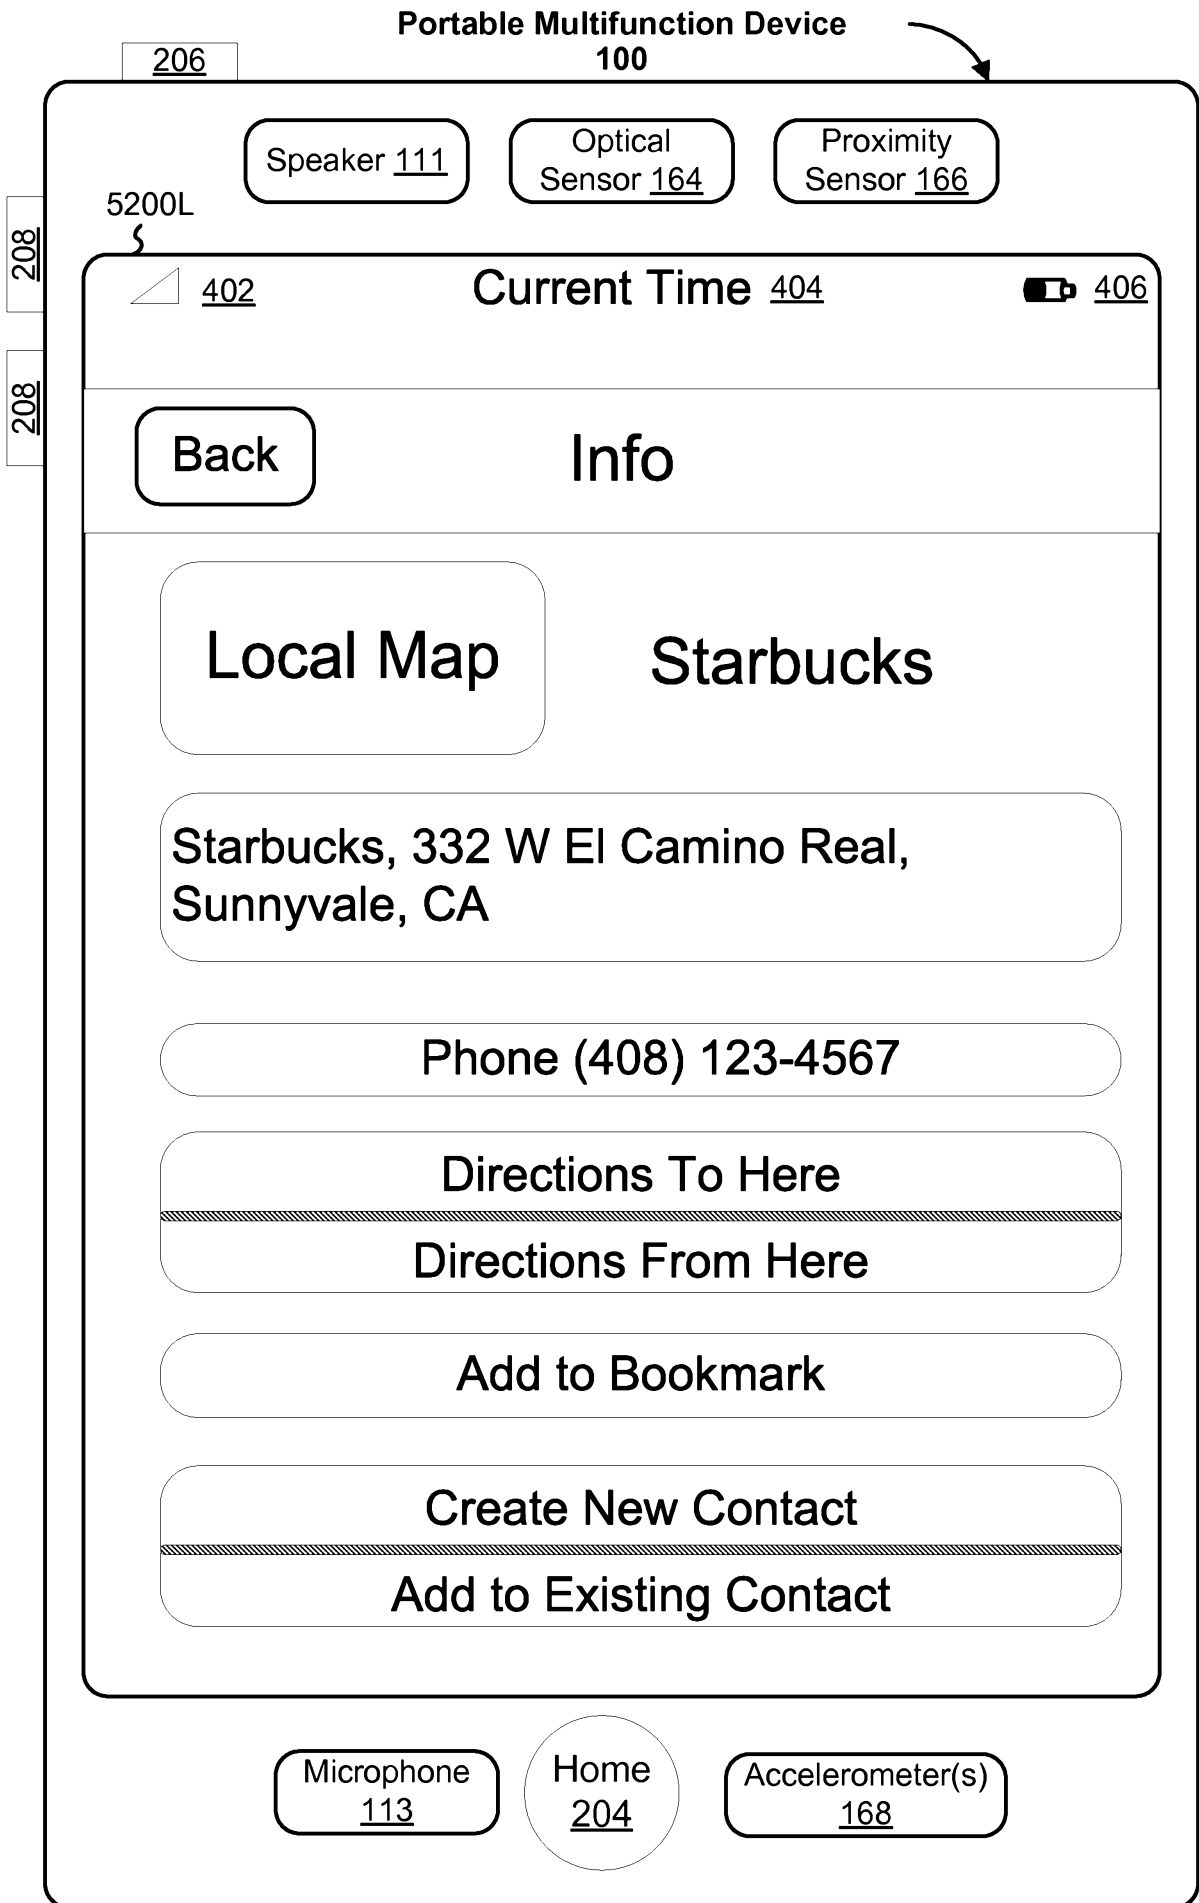 Portable Multifunction Device
100
206
Speaker 111
Optical
Sensor 164
Proximity
Sensor 166
5200L
208
208
402
Current Time 404
406
Back
Info
Local Map
Starbucks
Starbucks, 332 W El Camino Real,
Sunnyvale, CA
Phone (408) 123-4567
Directions To Here
Directions From Here
Add to Bookmark
Create New Contact
Add to Existing Contact
Microphone
113
Home
204
Accelerometer(s)
168